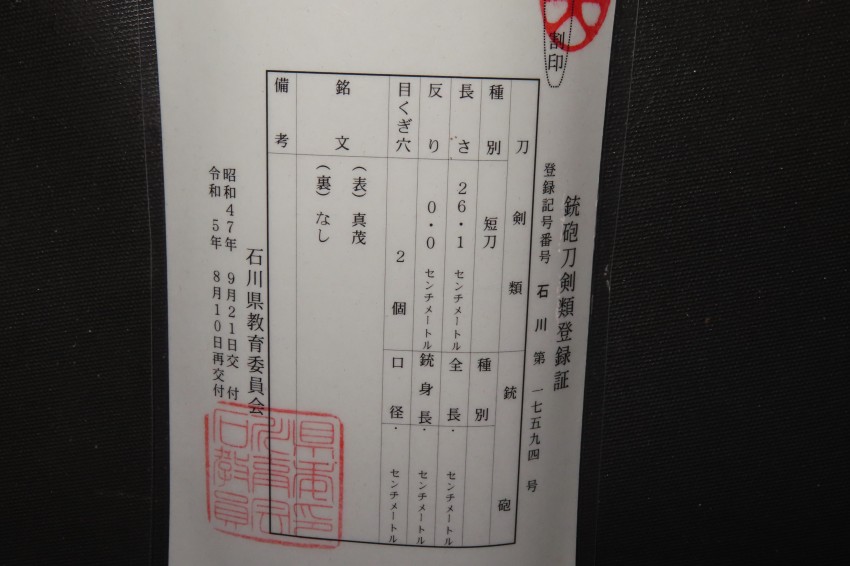 割印
銃砲刀剣類登録証
登録記号番号 石川 第 一七五九四 号
刀剣類
種別 短刀
長さ 26.1 センチメートル
反り 0.0 センチメートル
目くぎ穴 2個
銃砲
種別
全長 . センチメートル
銃身長 . センチメートル
口径 . センチメートル
銘文
(表)真茂
(裏)なし
備考
石川県教育委員会
昭和47年 9月21日交付
令和 5年 8月10日再交付